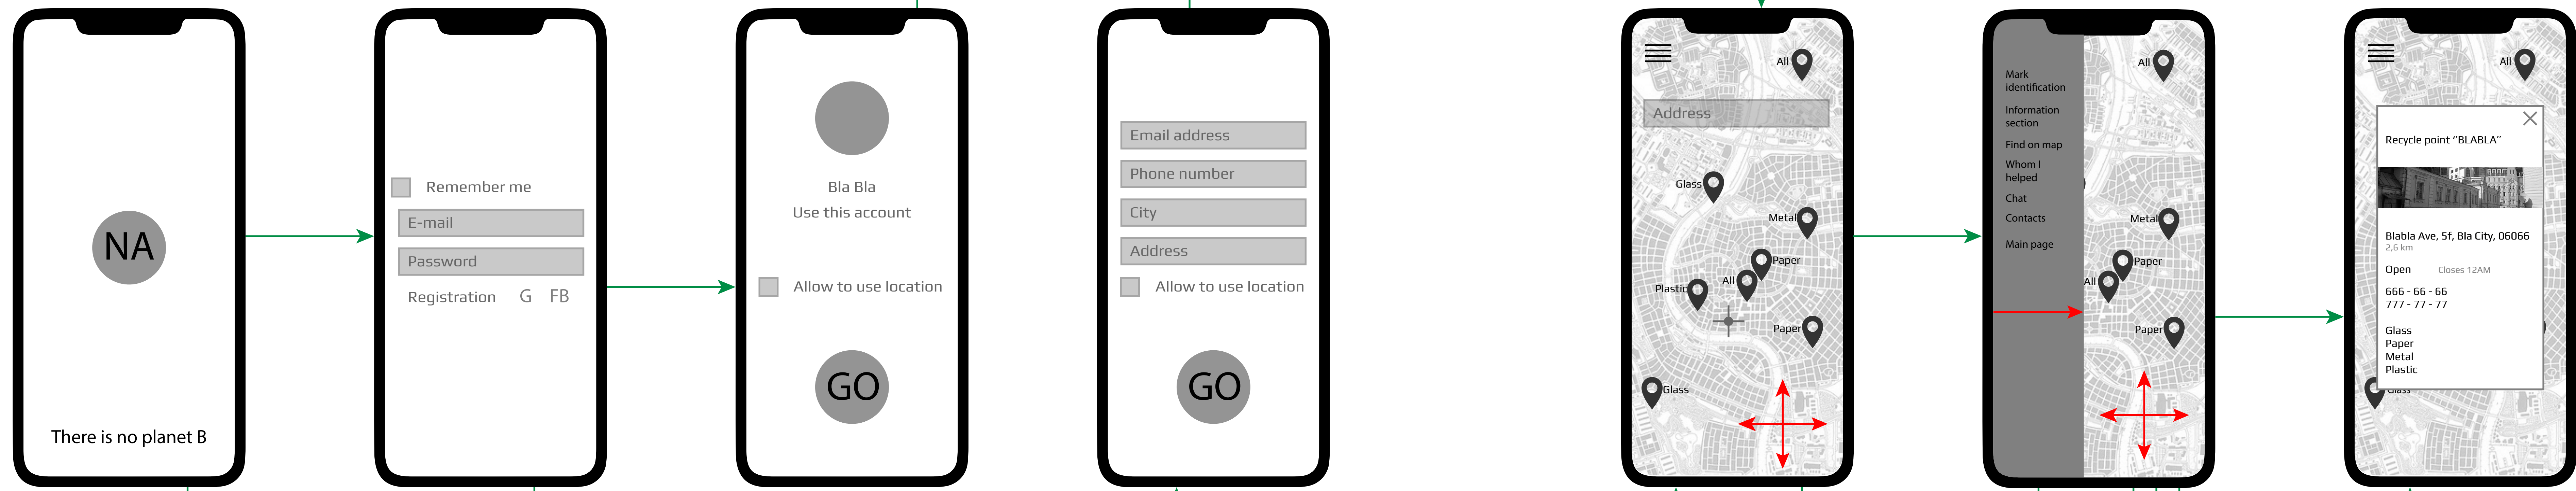 NA
There is no planet B
Remember me
E-mail
Password
Registration G FB
Bla Bla
Use this account
Allow to use location
GO
Email address
Phone number
City
Address
Allow to use location
GO
All
Address
Glass
Metal
Paper
All
Plastic
Paper
Glass
Mark
identification
Information
section
Find on map
Whom I
helped
Chat
Contacts
Main page
All
Metal
Paper
All
Paper
All
Recycle point ‘’BLABLA’’
Blabla Ave, 5f, Bla City, 06066
2,6 km
Open Closes 12AM
666 - 66 - 66
777 - 77 - 77
Glass
Paper
Metal
Plastic
Glass